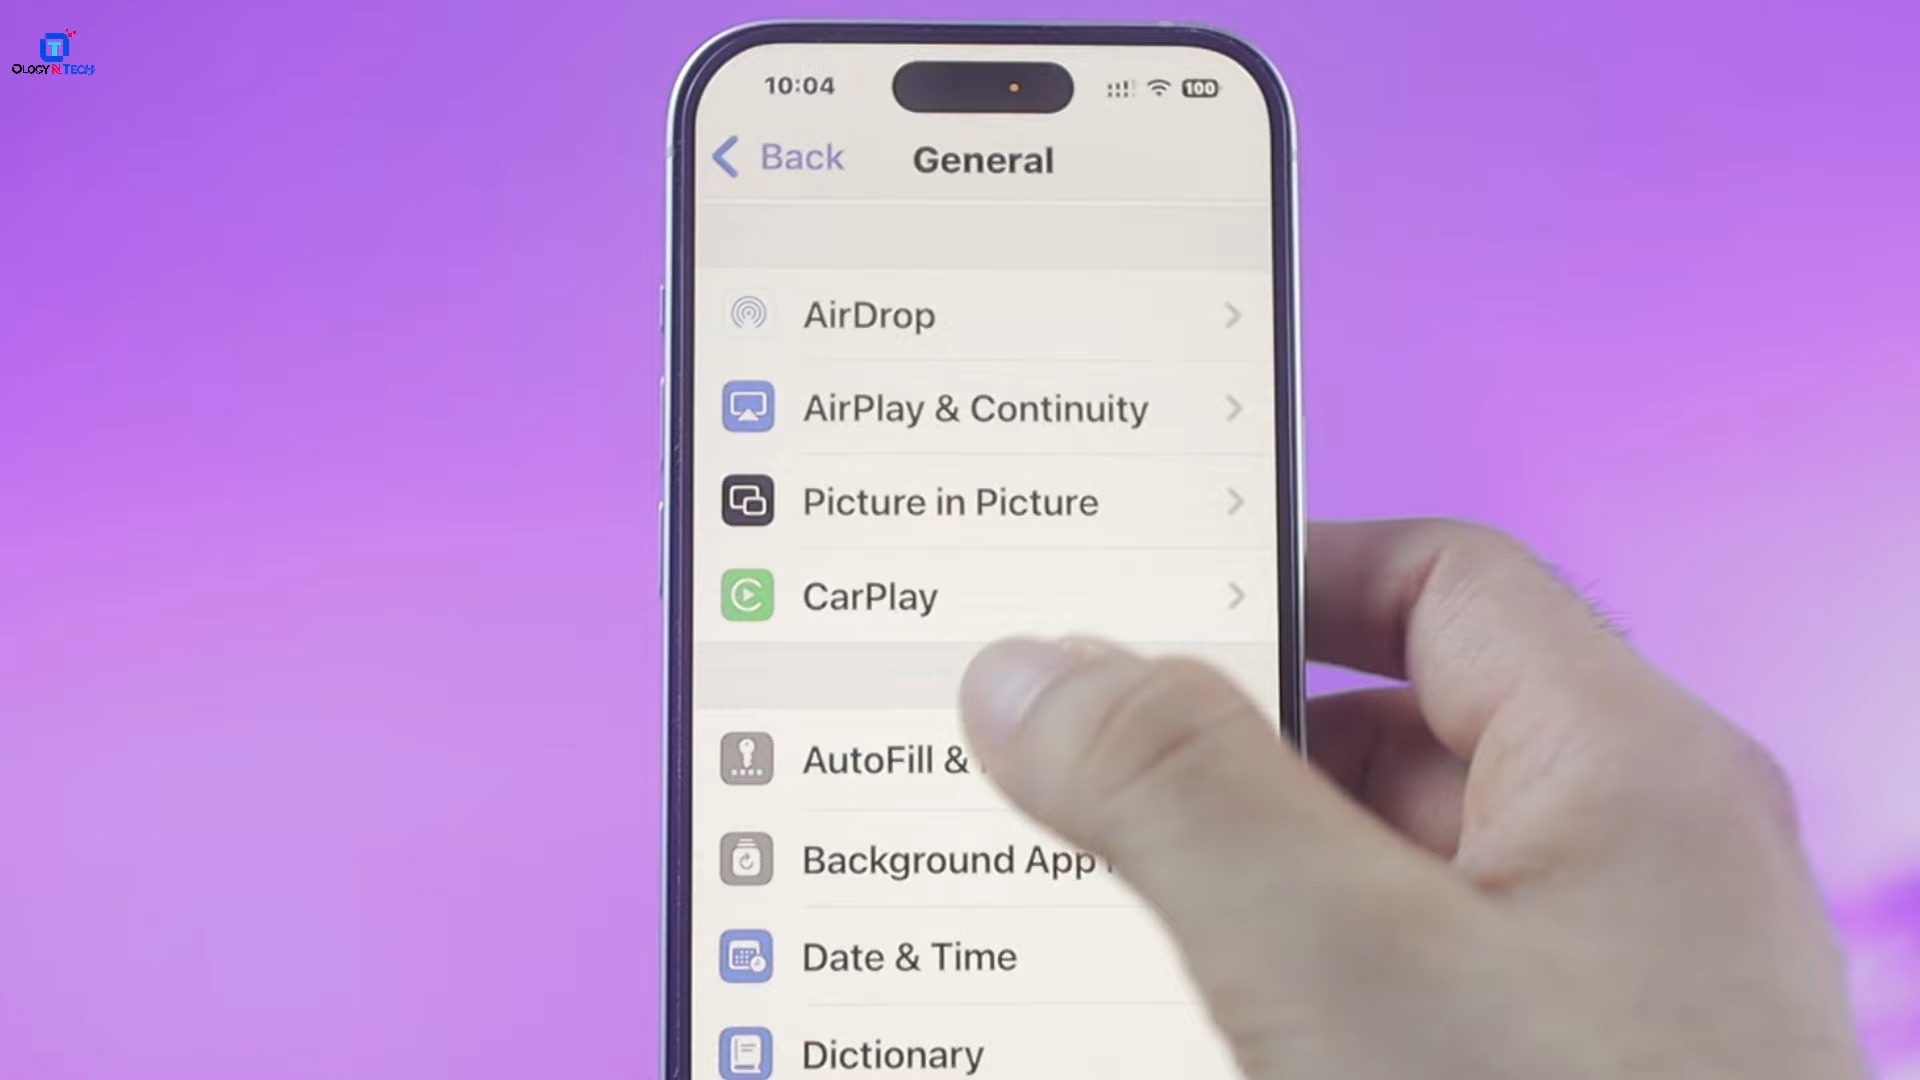 T
OLOGY N TECH
10:04
100
Back
General
AirDrop
AirPlay & Continuity
Picture in Picture
CarPlay
AutoFill &
Background App
Date & Time
Dictionary